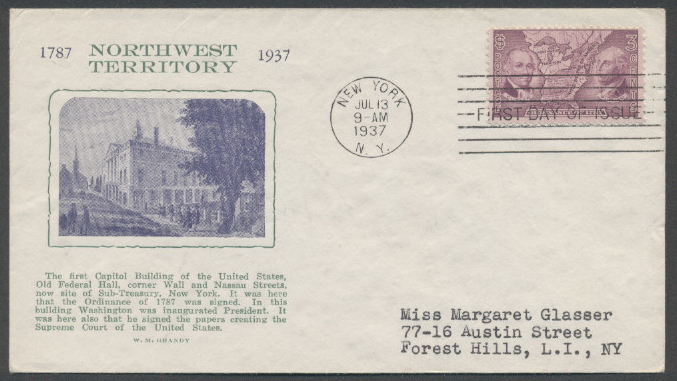 1787 NORTHWEST 1937
TERRITORY
NEW YORK
JUL 13
9-AM
1937
N. Y.
3
FIRST DAY OF ISSUE
The first Capitol Building of the United States,
Old Federal Hall, corner Wall and Nassau Streets,
now site of Sub-Treasury, New York. It was here
that the Ordinance of 1787 was signed. In this
building Washington was inaugurated President. It
was here also that he signed the papers creating the
Supreme Court of the United States.
W. M. GRANDY
Miss Margaret Glasser
77-16 Austin Street
Forest Hills, L.I., NY